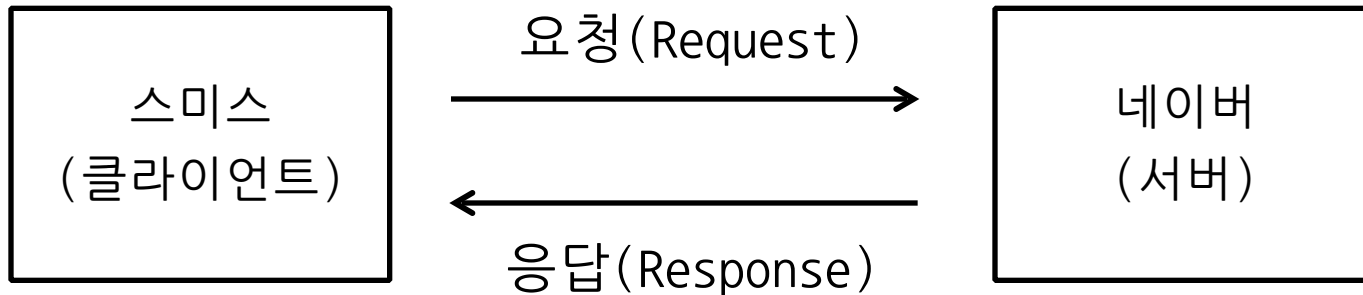 요청(Request)
스미스
(클라이언트)
네이버
(서버)
응답(Response)